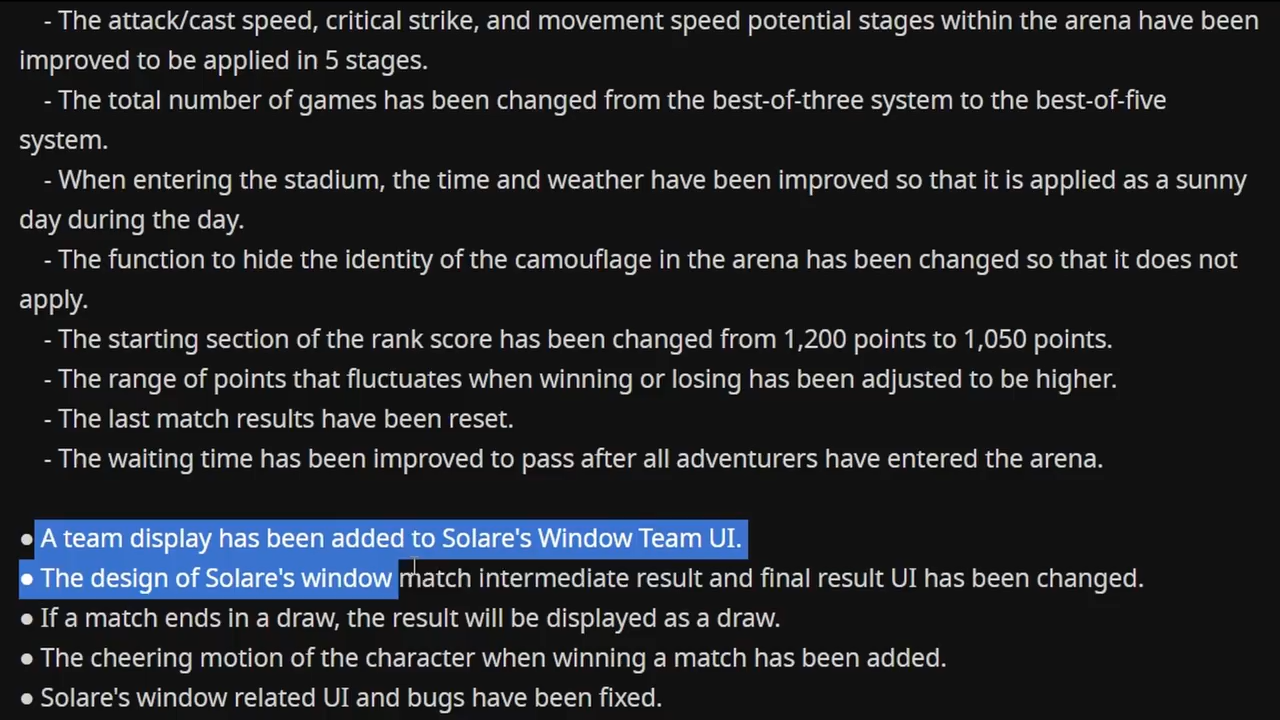 - The attack/cast speed, critical strike, and movement speed potential stages within the arena have been
improved to be applied in 5 stages.
- The total number of games has been changed from the best-of-three system to the best-of-five
system.
- When entering the stadium, the time and weather have been improved so that it is applied as a sunny
day during the day.
- The function to hide the identity of the camouflage in the arena has been changed so that it does not
apply.
- The starting section of the rank score has been changed from 1,200 points to 1,050 points.
- The range of points that fluctuates when winning or losing has been adjusted to be higher.
- The last match results have been reset.
- The waiting time has been improved to pass after all adventurers have entered the arena.
● A team display has been added to Solare's Window Team UI.
● The design of Solare's window match intermediate result and final result UI has been changed.
● If a match ends in a draw, the result will be displayed as a draw.
● The cheering motion of the character when winning a match has been added.
● Solare's window related UI and bugs have been fixed.